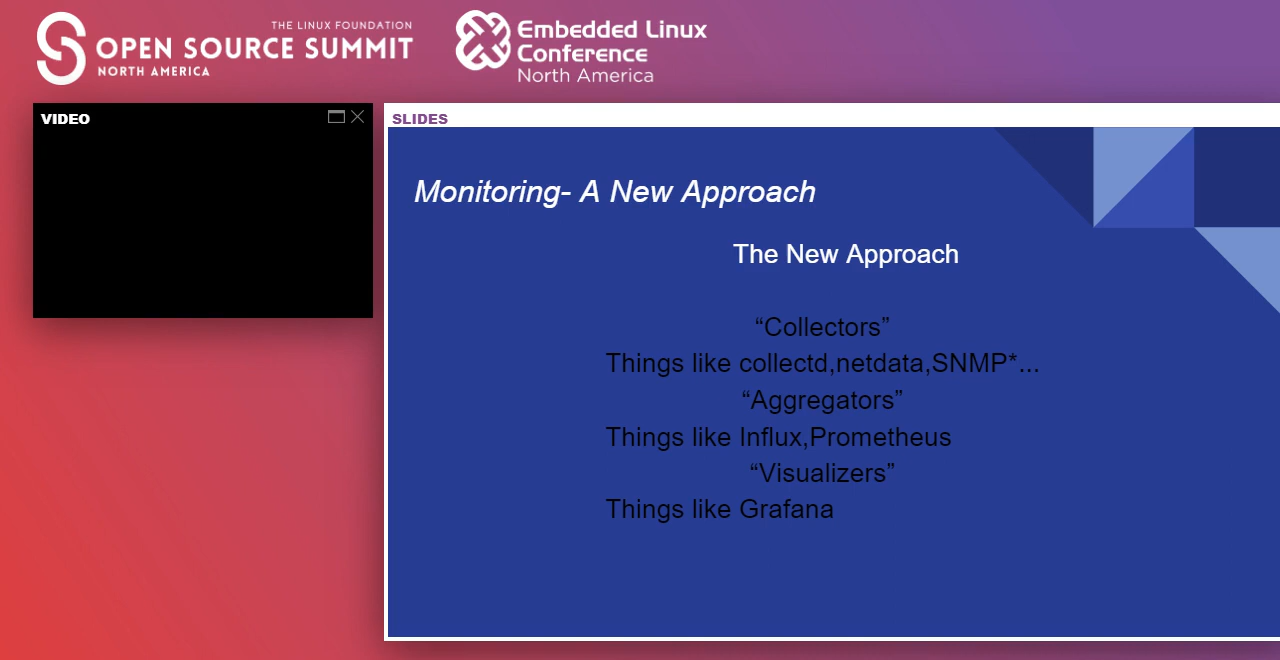 THE LINUX FOUNDATION
OPEN SOURCE SUMMIT
NORTH AMERICA
Embedded Linux
Conference
North America
VIDEO
SLIDES
Monitoring- A New Approach
The New Approach
“Collectors”
Things like collectd,netdata,SNMP*...
“Aggregators”
Things like Influx,Prometheus
“Visualizers”
Things like Grafana